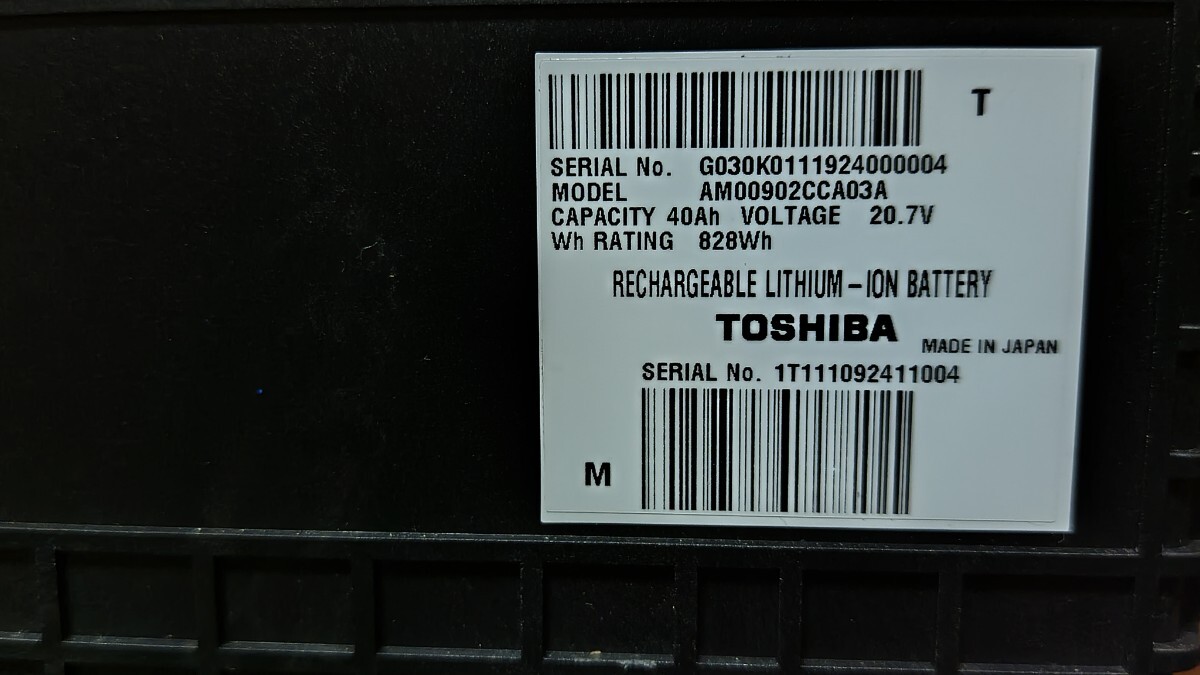 T
SERIAL No. G030K0111924000004
MODEL AM00902CCA03A
CAPACITY 40Ah VOLTAGE 20.7V
Wh RATING 828Wh
RECHARGEABLE LITHIUM-ION BATTERY
TOSHIBA
MADE IN JAPAN
SERIAL No. 1T111092411004
M